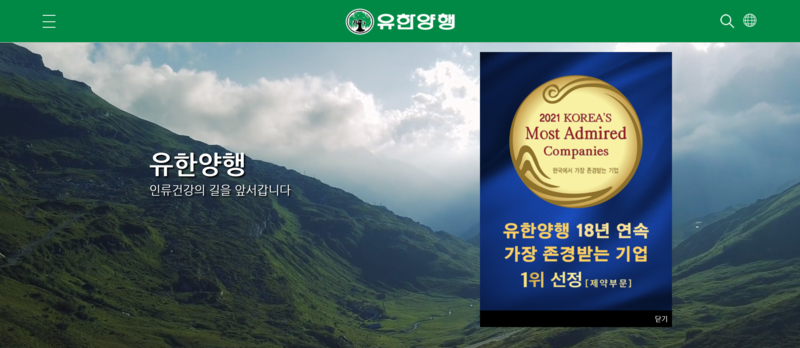 유한양행
유한양행
인류건강의 길을 앞서갑니다
2021 KOREA'S
Most Admired
Companies
한국에서 가장 존경받는 기업
유한양행 18년 연속
가장 존경받는 기업
1위 선정 [제약부문]
닫기